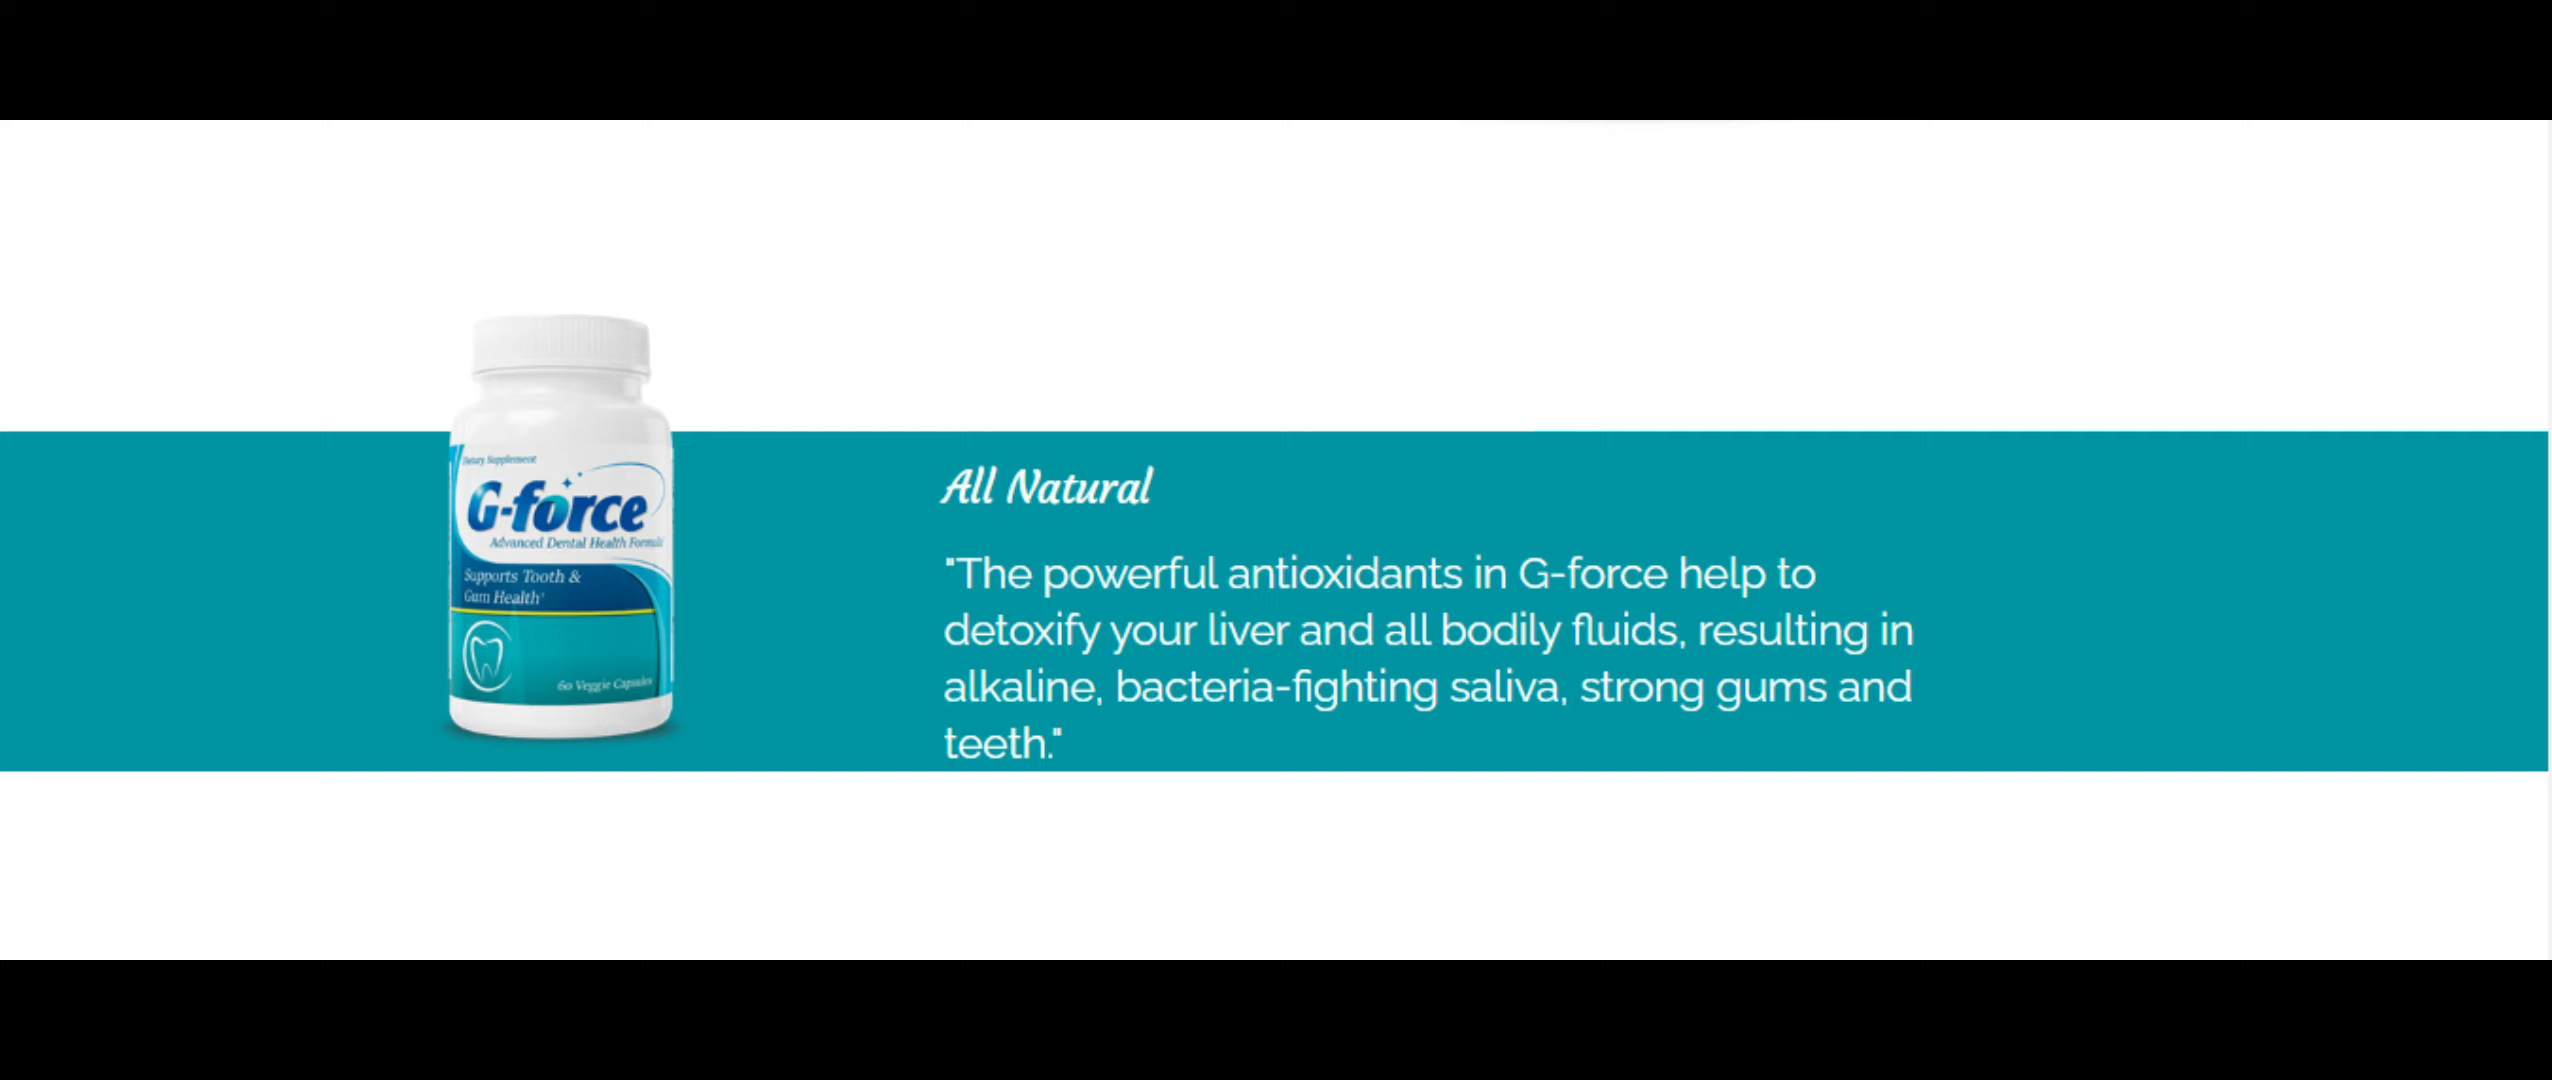 Dietary Supplement
G-force
Advanced Dental Health Formula
Supports Tooth &
Gum Health
60 Veggie Capsules
All Natural
"The powerful antioxidants in G-force help to
detoxify your liver and all bodily fluids, resulting in
alkaline, bacteria-fighting saliva, strong gums and
teeth."